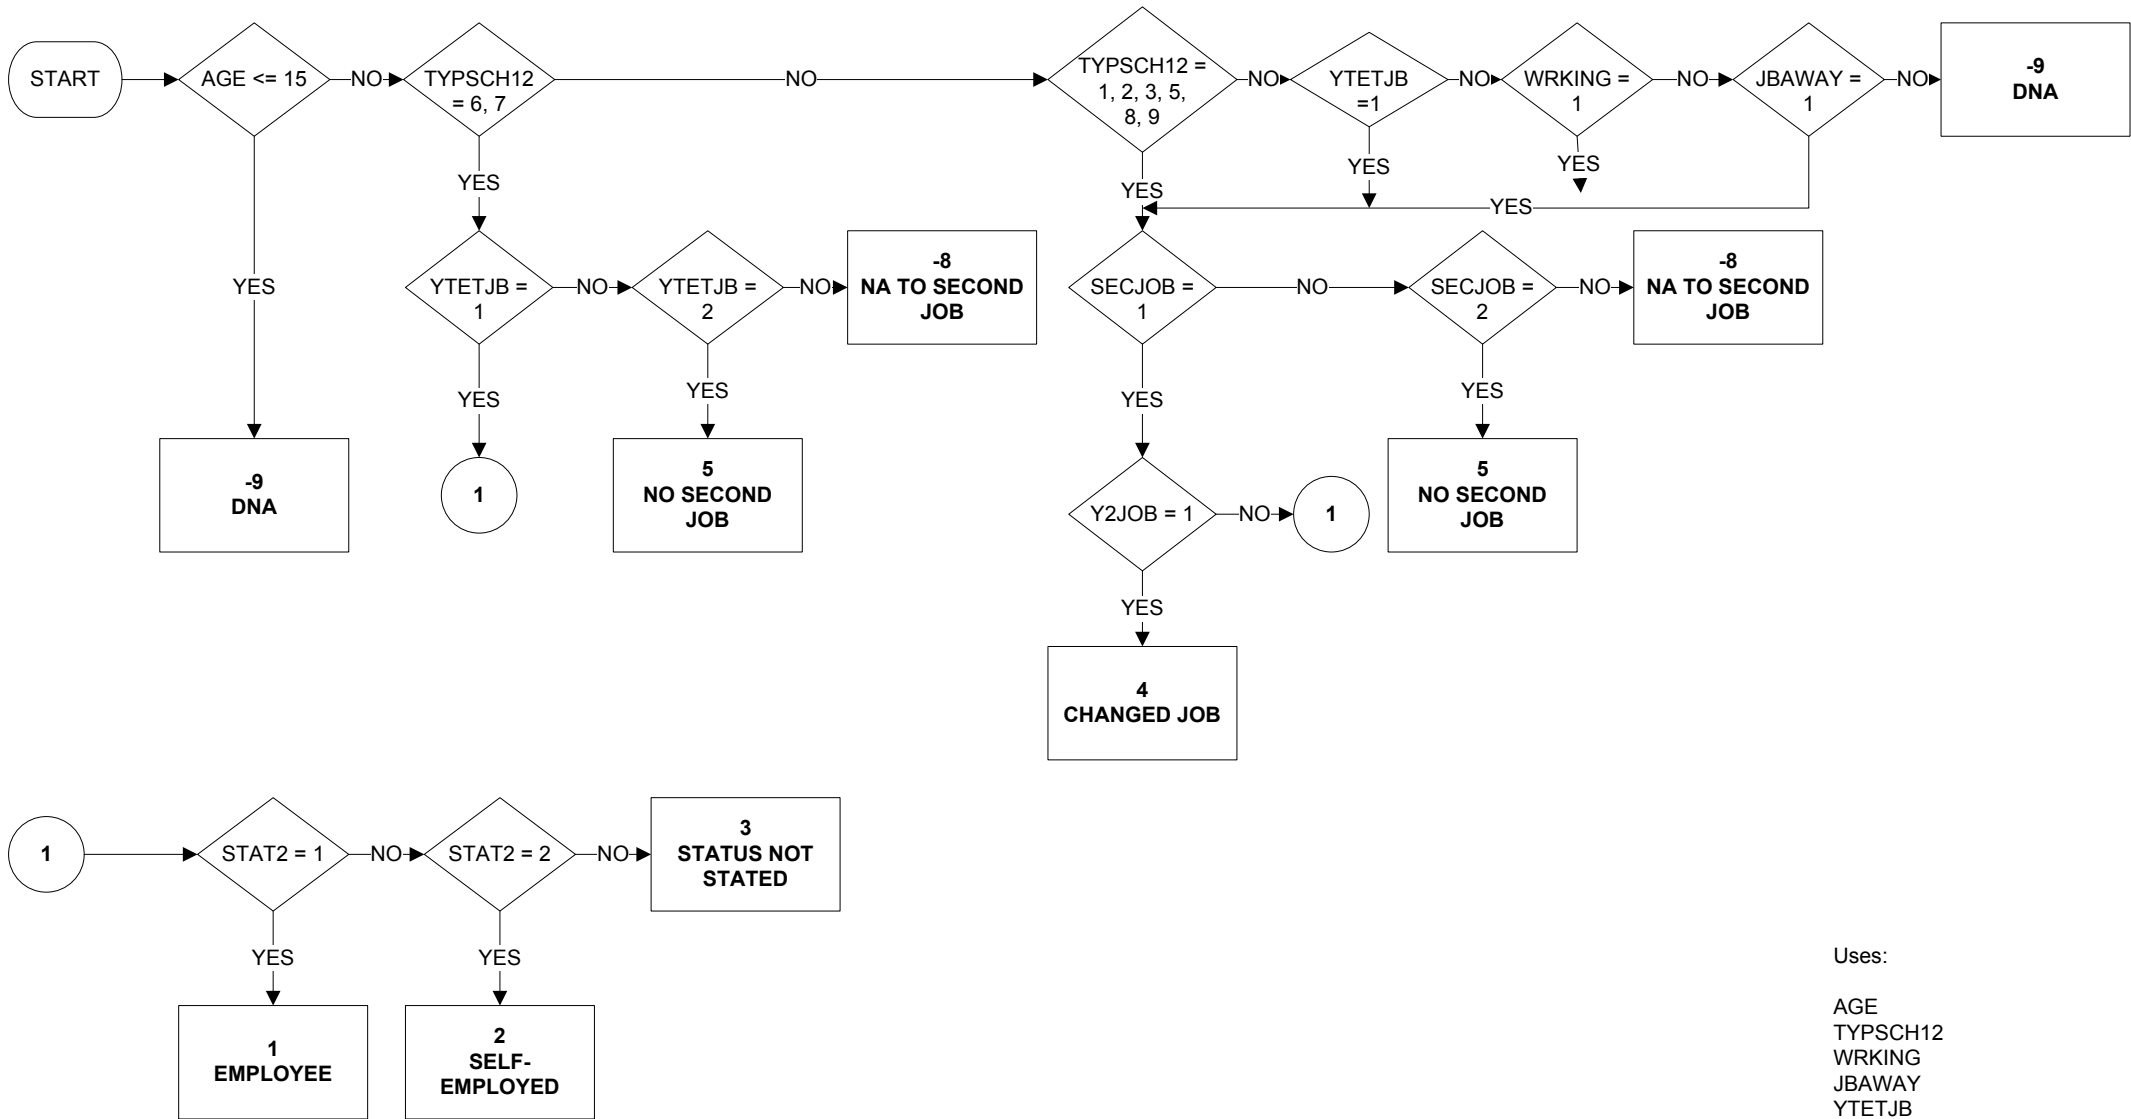 START
AGE <= 15
NO
TYPSCH12
= 6, 7
NO
TYPSCH12 =
1, 2, 3, 5,
8, 9
NO
YTETJB
=1
NO
WRKING =
1
NO
JBAWAY =
1
NO
-9
DNA
YES
YES
YES
YES
YES
YES
YES
YTETJB =
1
NO
YTETJB =
2
NO
-8
NA TO SECOND
JOB
SECJOB =
1
NO
SECJOB =
2
NO
-8
NA TO SECOND
JOB
YES
YES
YES
YES
-9
DNA
1
5
NO SECOND
JOB
Y2JOB = 1
NO
1
5
NO SECOND
JOB
YES
4
CHANGED JOB
1
STAT2 = 1
NO
STAT2 = 2
NO
3
STATUS NOT
STATED
YES
YES
1
EMPLOYEE
2
SELF-
EMPLOYED
Uses:
AGE
TYPSCH12
WRKING
JBAWAY
YTETJB